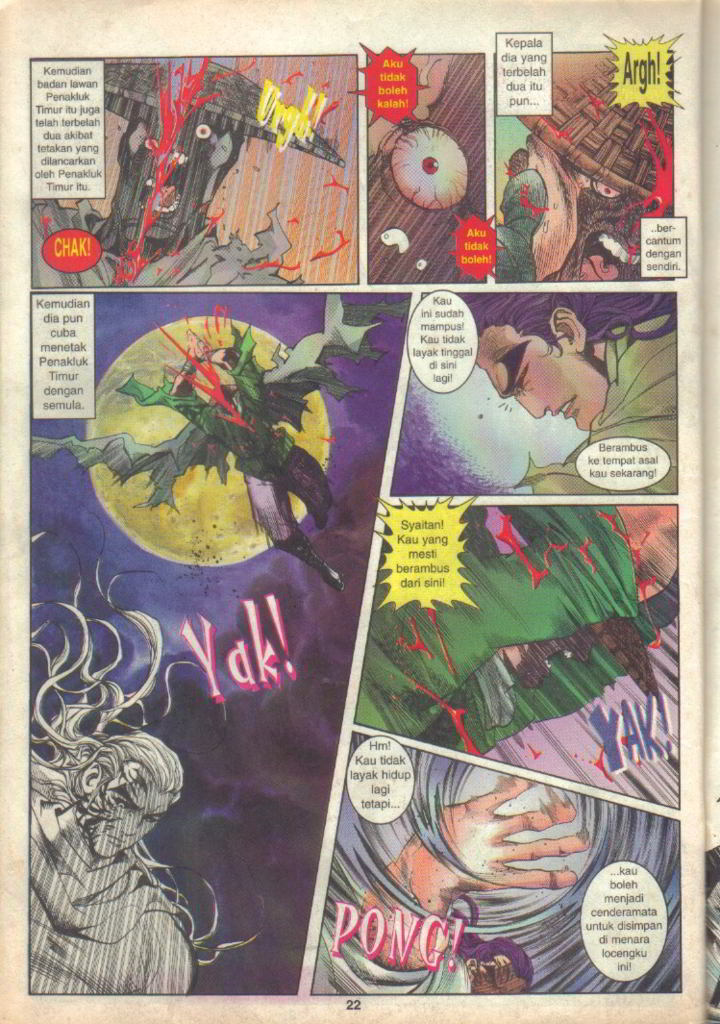 Kemudian
badan lawan
Penakluk
Timur itu juga
telah terbelah
dua akibat
tetakan yang
dilancarkan
oleh Penakluk
Timur itu.
Urgh!
CHAK!
Aku
tidak
boleh
kalah!
Aku
tidak
boleh!
Kepala
dia yang
terbelah
dua itu
pun...
Argh!
..ber-
cantum
dengan
sendiri.
Kemudian
dia pun
cuba
menetak
Penakluk
Timur
dengan
semula.
Yak!
Kau
ini sudah
mampus!
Kau tidak
layak tinggal
di sini
lagi!
Berambus
ke tempat asal
kau sekarang!
Syaitan!
Kau yang
mesti
berambus
dari sini!
YAK!
Hm!
Kau tidak
layak hidup
lagi
tetapi...
PONG!
...kau
boleh
menjadi
cenderamata
untuk disimpan
di menara
locengku
ini!
22